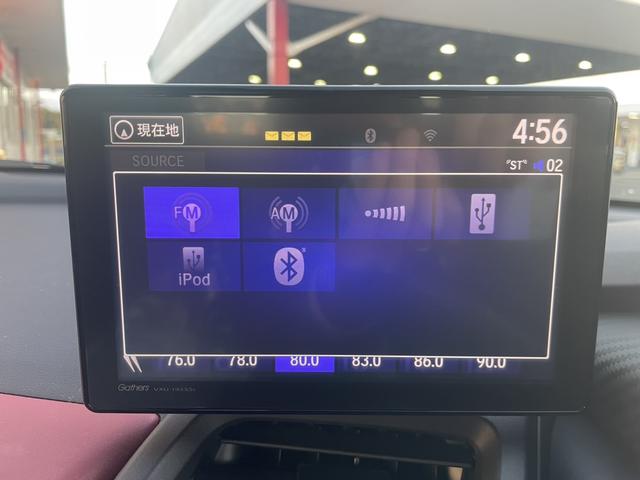 現在地
4:56
SOURCE
"ST" 02
FM
AM
iPod
76.0 78.0 80.0 83.0 86.0 90.0
Gathers